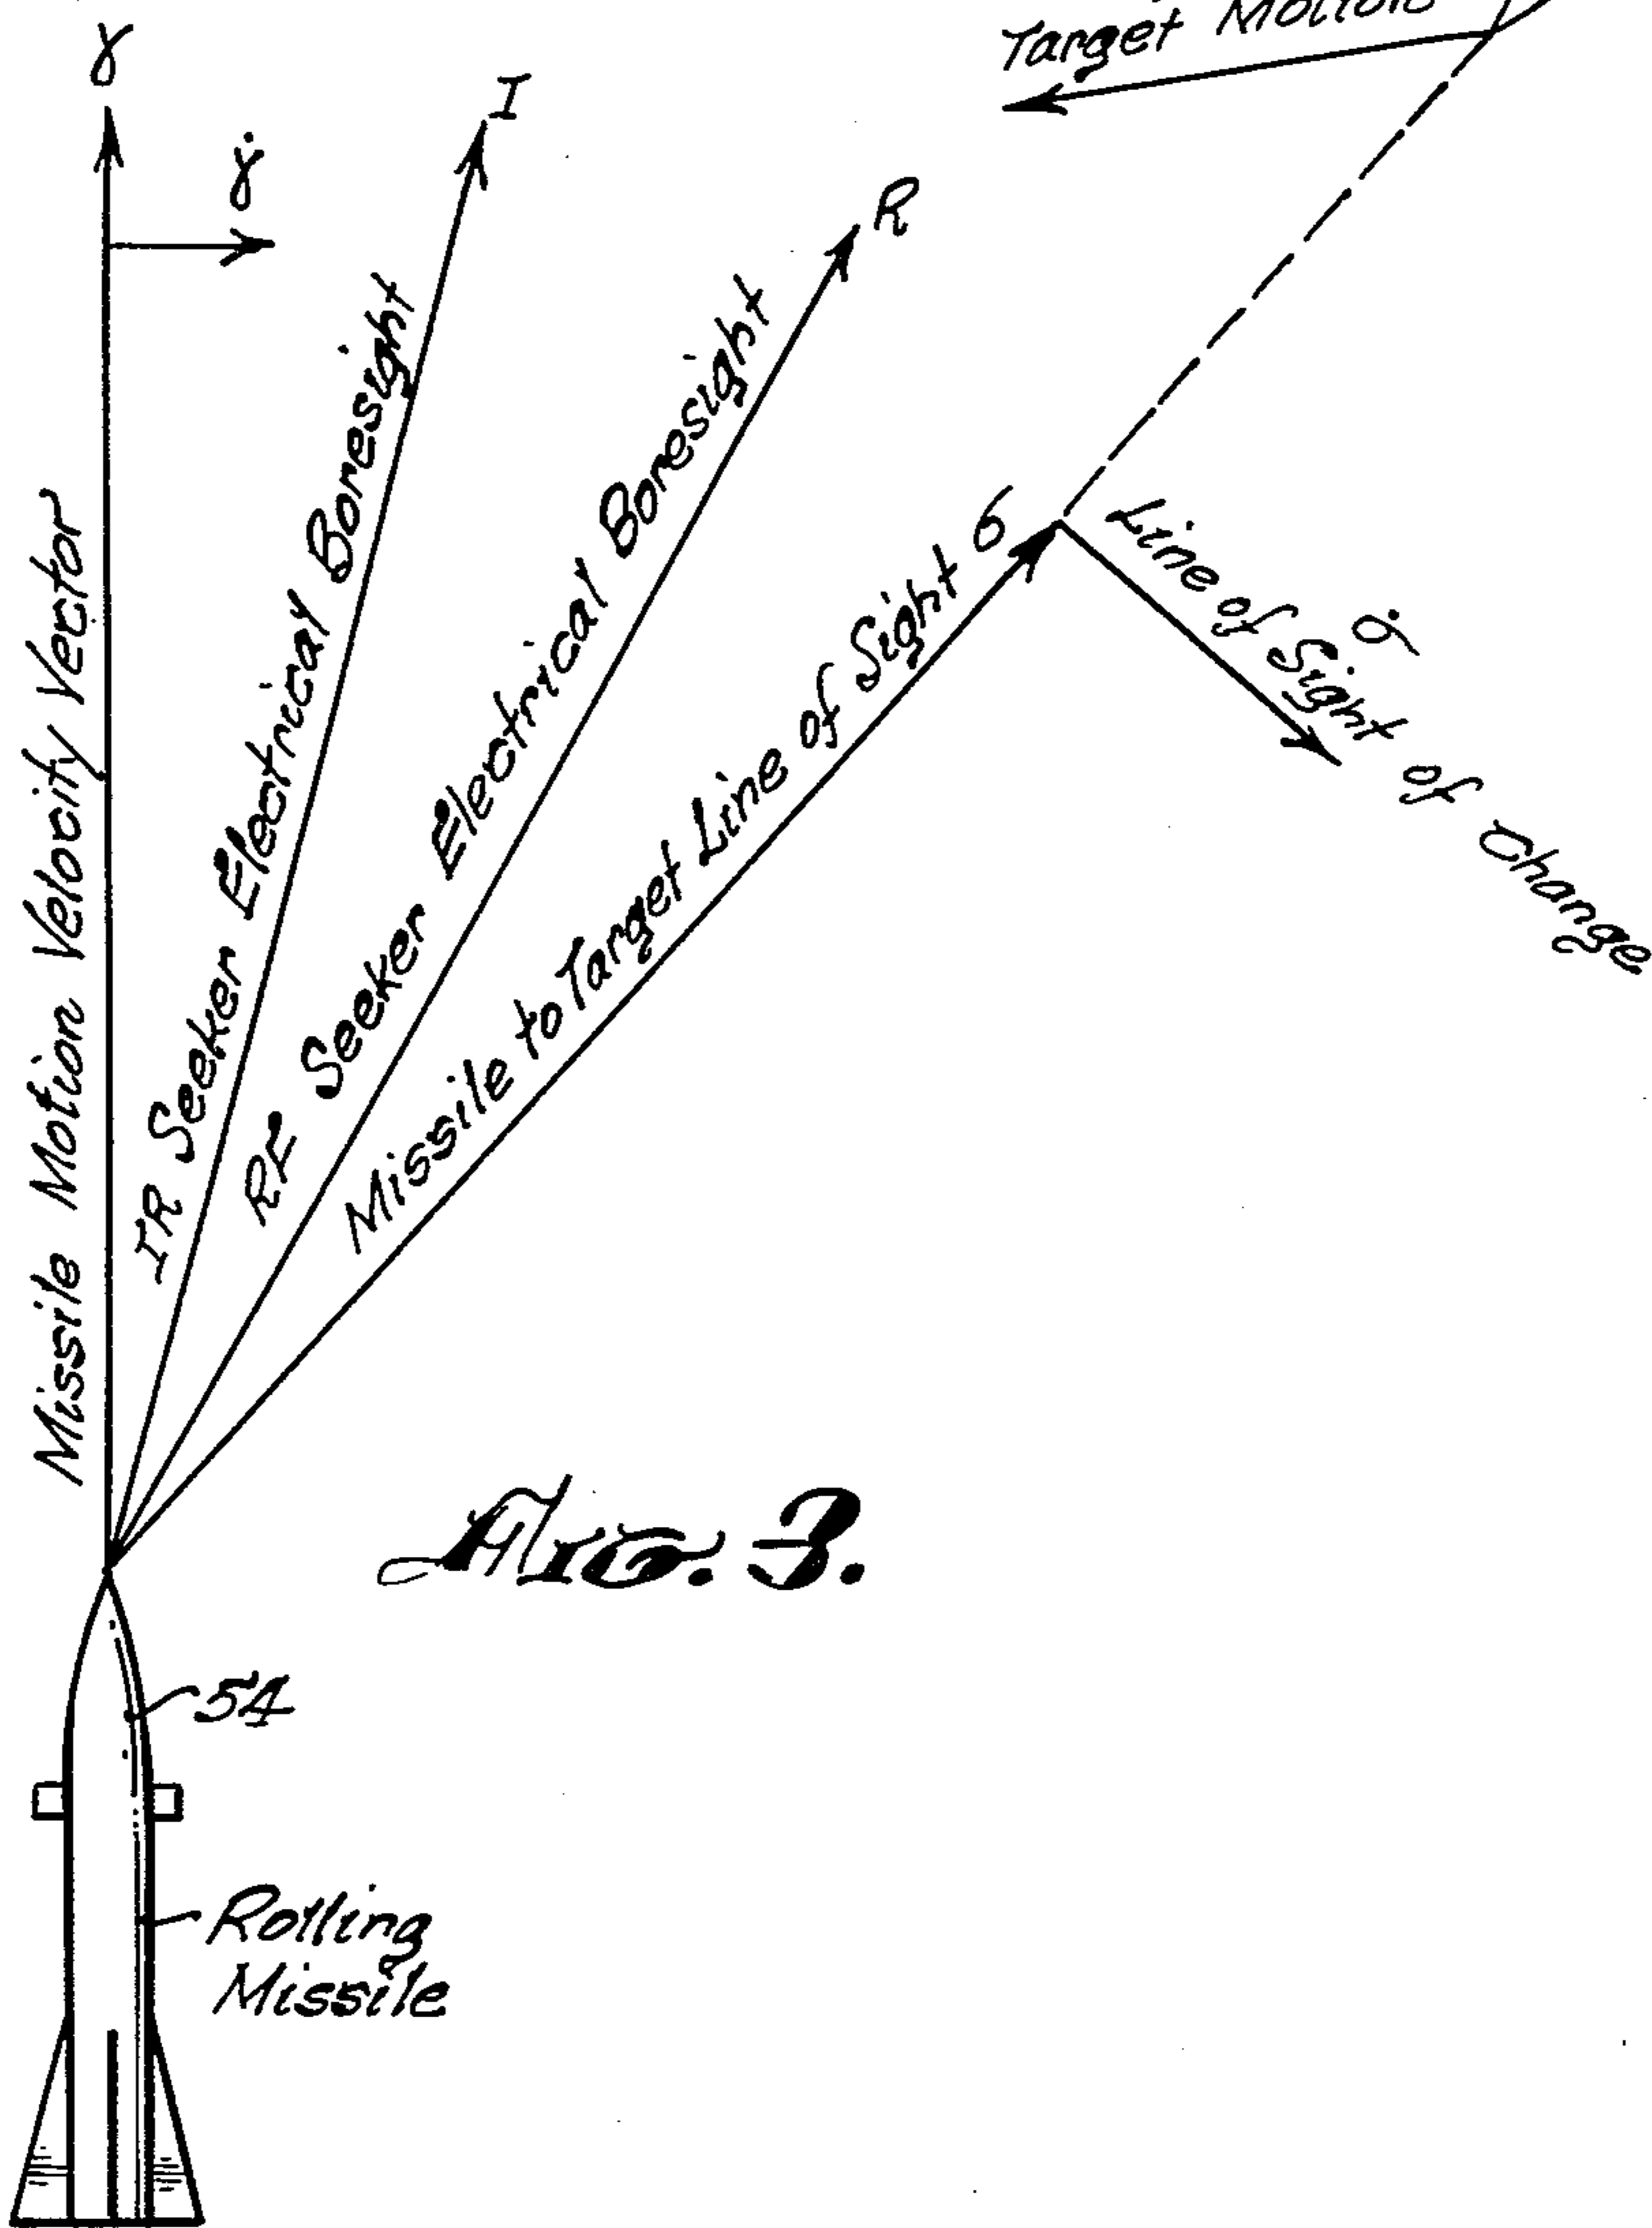 Target Motion
γ
γ̇
I
R
Missile Motion Velocity Vector
IR Seeker Electrical Boresight
RF Seeker Electrical Boresight
Missile to Target Line of Sight σ
σ̇
Line of Sight of Change
Fig. 3.
54
Rolling
Missile